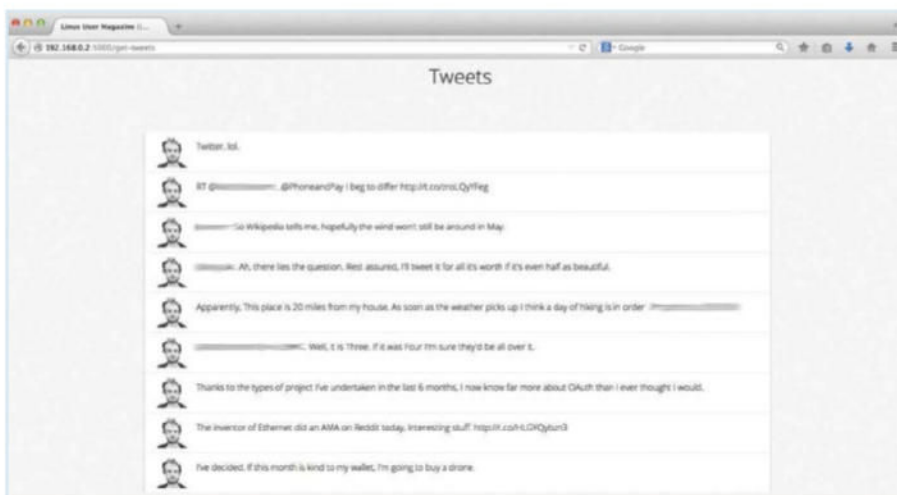 Linux User Magazine (...
192.168.0.2:5000/get-tweets
Google
Tweets
Twitter, lol.
RT @ @PhoneandPay I beg to differ
So Wikipedia tells me, hopefully the wind won't still be around in May.
Ah, there lies the question. Rest assured, I'll tweet it for all it's worth if it's even half as beautiful.
Apparently, This place is 20 miles from my house. As soon as the weather picks up I think a day of hiking is in order
Well, it is Three. If it was Four I'm sure they'd be all over it.
Thanks to the types of project I've undertaken in the last 6 months, I now know far more about OAuth than I ever thought I would.
The inventor of Ethernet did an AMA on Reddit today, Interesting stuff.
I've decided. If this month is kind to my wallet, I'm going to buy a drone.